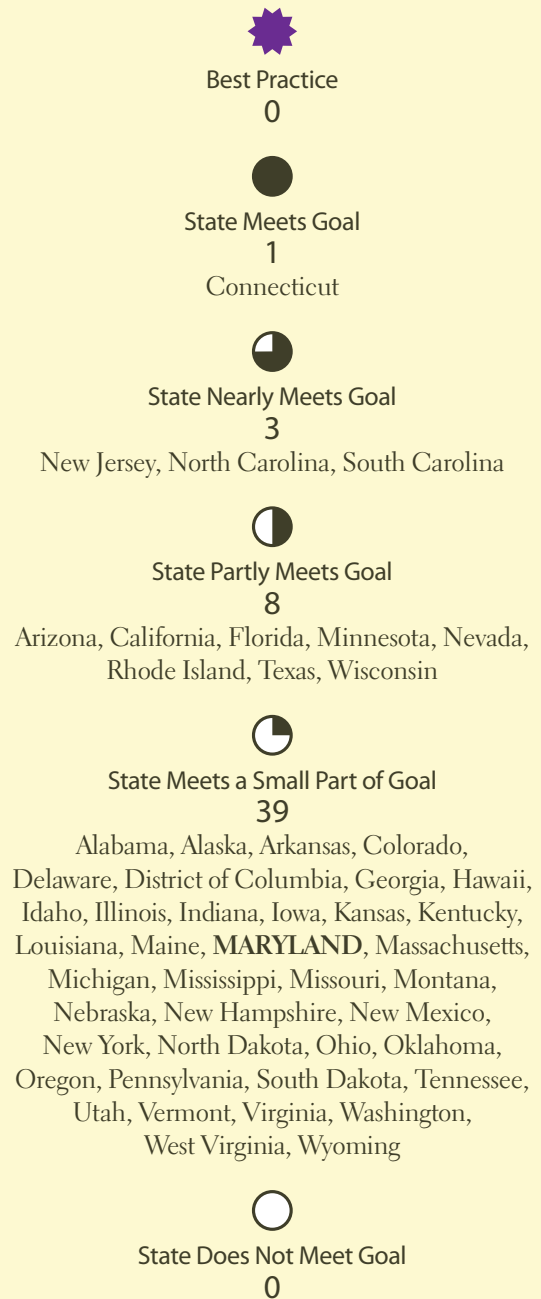 Best Practice
0
State Meets Goal
1
Connecticut
State Nearly Meets Goal
3
New Jersey, North Carolina, South Carolina
State Partly Meets Goal
8
Arizona, California, Florida, Minnesota, Nevada,
Rhode Island, Texas, Wisconsin
State Meets a Small Part of Goal
39
Alabama, Alaska, Arkansas, Colorado,
Delaware, District of Columbia, Georgia, Hawaii,
Idaho, Illinois, Indiana, Iowa, Kansas, Kentucky,
Louisiana, Maine, MARYLAND, Massachusetts,
Michigan, Mississippi, Missouri, Montana,
Nebraska, New Hampshire, New Mexico,
New York, North Dakota, Ohio, Oklahoma,
Oregon, Pennsylvania, South Dakota, Tennessee,
Utah, Vermont, Virginia, Washington,
West Virginia, Wyoming
State Does Not Meet Goal
0